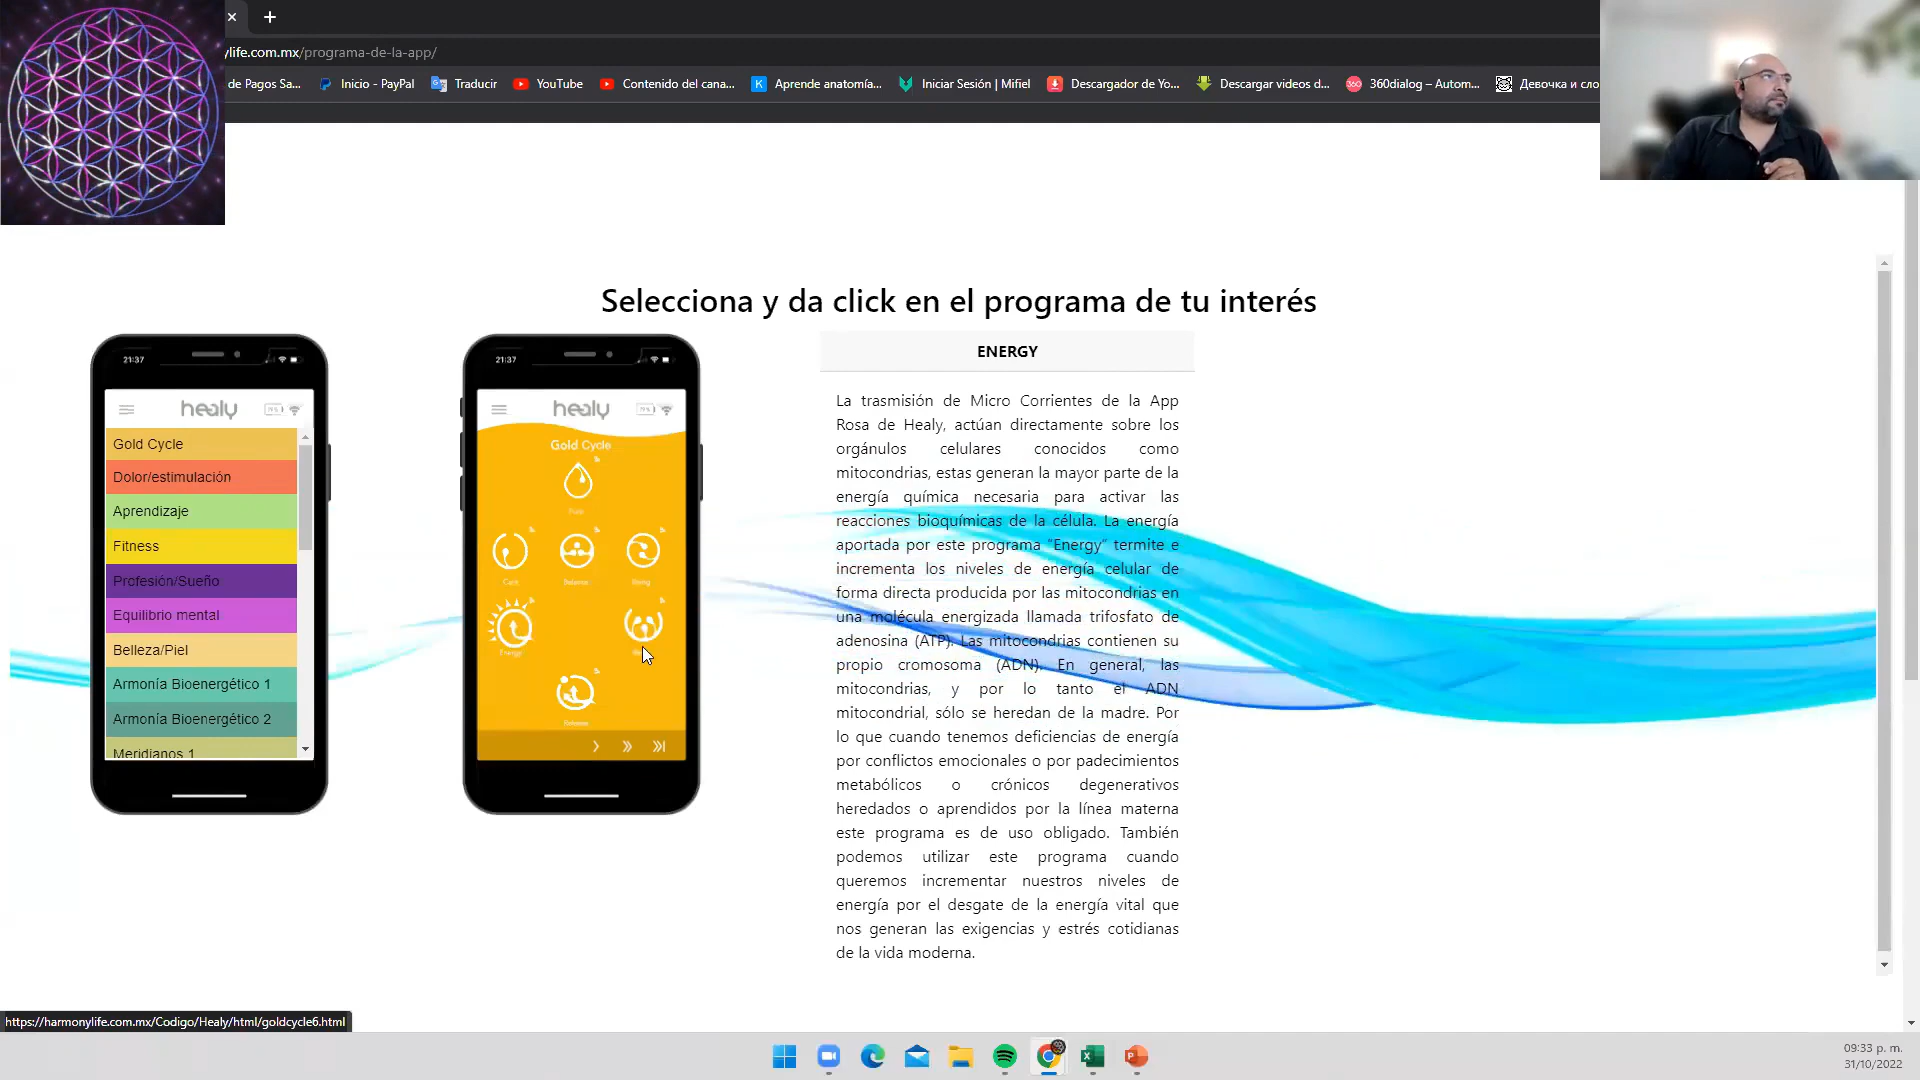 ylife.com.mx/programa-de-la-app/
de Pagos Sa...
Inicio - PayPal
Traducir
YouTube
Contenido del cana...
Aprende anatomía...
Iniciar Sesión | Mifiel
Descargador de Yo...
Descargar videos d...
360dialog – Autom...
Девочка и сло
Selecciona y da click en el programa de tu interés
21:37
healy
Gold Cycle
Dolor/estimulación
Aprendizaje
Fitness
Profesión/Sueño
Equilibrio mental
Belleza/Piel
Armonía Bioenergético 1
Armonía Bioenergético 2
Meridianos 1
21:37
healy
Gold Cycle
Pure
Care
Balance
Being
Energy
Release
ENERGY
La trasmisión de Micro Corrientes de la App
Rosa de Healy, actúan directamente sobre los
orgánulos celulares conocidos como
mitocondrias, estas generan la mayor parte de la
energía química necesaria para activar las
reacciones bioquímicas de la célula. La energía
aportada por este programa "Energy" termite e
incrementa los niveles de energía celular de
forma directa producida por las mitocondrias en
una molécula energizada llamada trifosfato de
adenosina (ATP). Las mitocondrias contienen su
propio cromosoma (ADN). En general, las
mitocondrias, y por lo tanto el ADN
mitocondrial, sólo se heredan de la madre. Por
lo que cuando tenemos deficiencias de energía
por conflictos emocionales o por padecimientos
metabólicos o crónicos degenerativos
heredados o aprendidos por la línea materna
este programa es de uso obligado. También
podemos utilizar este programa cuando
queremos incrementar nuestros niveles de
energía por el desgate de la energía vital que
nos generan las exigencias y estrés cotidianas
de la vida moderna.
https://harmonylife.com.mx/Codigo/Healy/html/goldcycle6.html
09:33 p. m.
31/10/2022